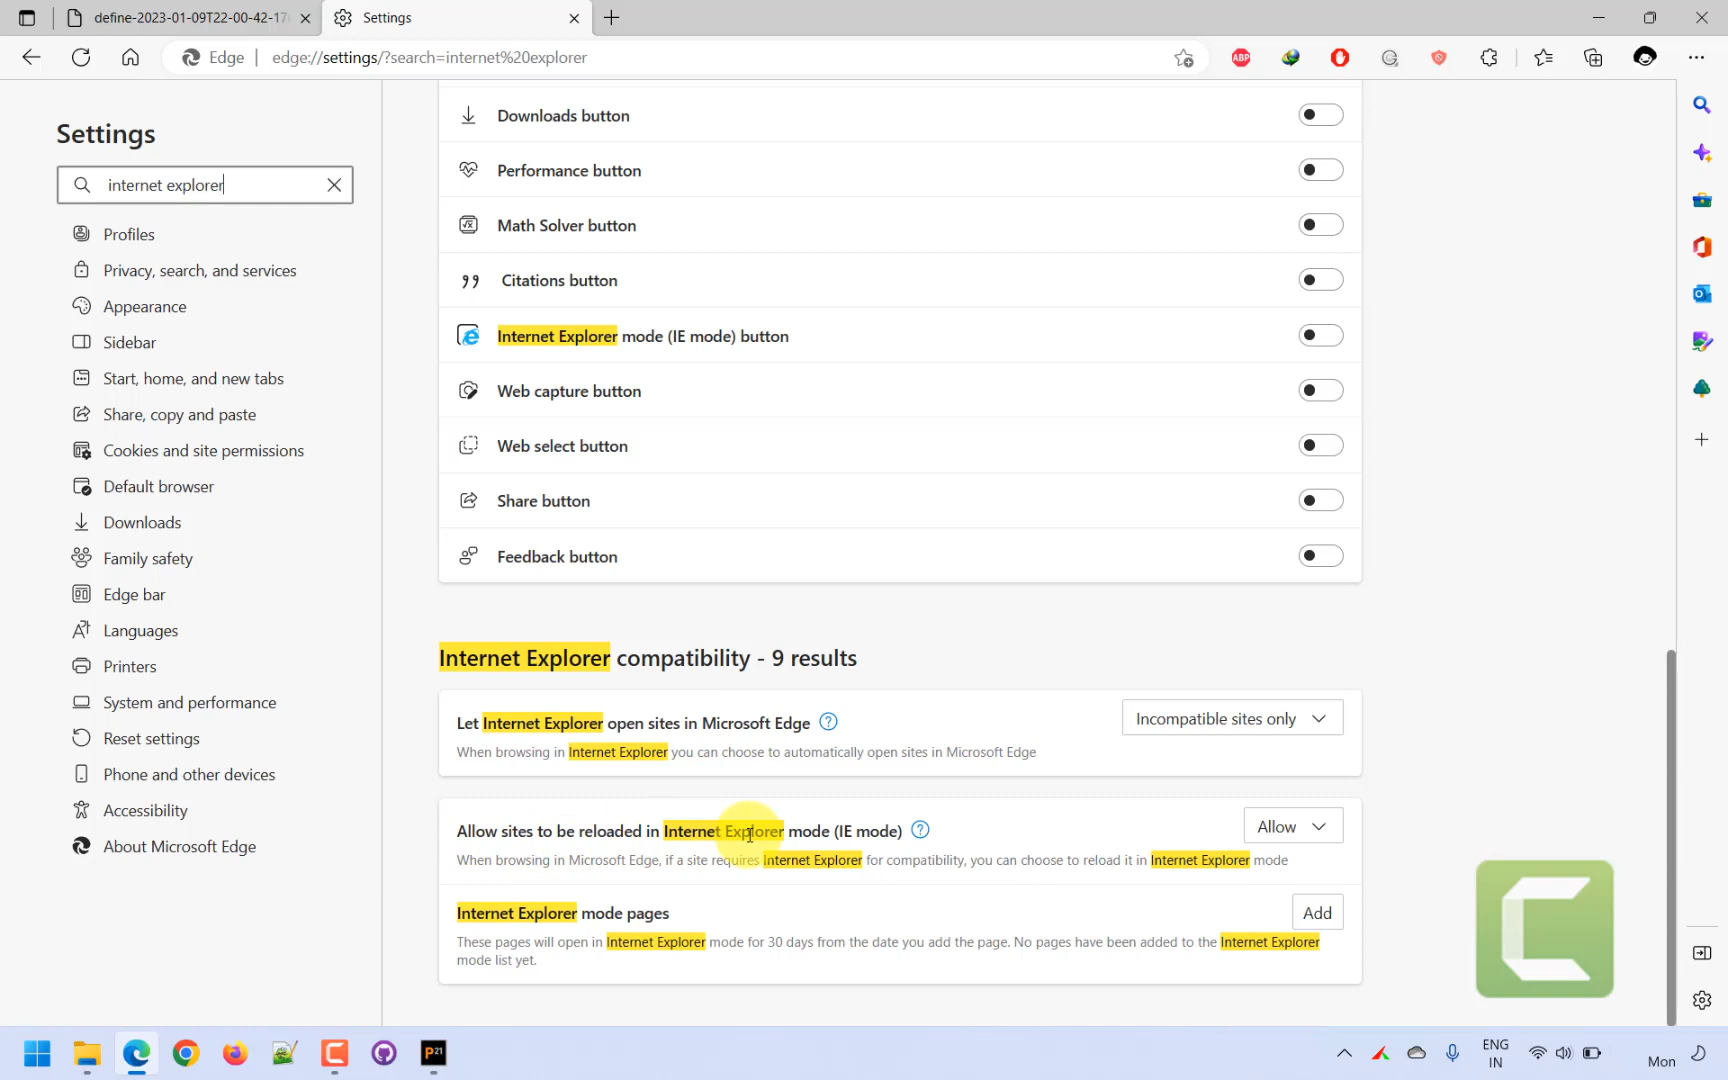 define-2023-01-09T22-00-42-17
Settings
Edge
edge://settings/?search=internet%20explorer
ABP
Settings
internet explorer
Profiles
Privacy, search, and services
Appearance
Sidebar
Start, home, and new tabs
Share, copy and paste
Cookies and site permissions
Default browser
Downloads
Family safety
Edge bar
Languages
Printers
System and performance
Reset settings
Phone and other devices
Accessibility
About Microsoft Edge
Downloads button
Performance button
Math Solver button
Citations button
Internet Explorer mode (IE mode) button
Web capture button
Web select button
Share button
Feedback button
Internet Explorer compatibility - 9 results
Let Internet Explorer open sites in Microsoft Edge
Incompatible sites only
When browsing in Internet Explorer you can choose to automatically open sites in Microsoft Edge
Allow sites to be reloaded in Internet Explorer mode (IE mode)
Allow
When browsing in Microsoft Edge, if a site requires Internet Explorer for compatibility, you can choose to reload it in Internet Explorer mode
Internet Explorer mode pages
Add
These pages will open in Internet Explorer mode for 30 days from the date you add the page. No pages have been added to the Internet Explorer
mode list yet.
P21
ENG
IN
Mon